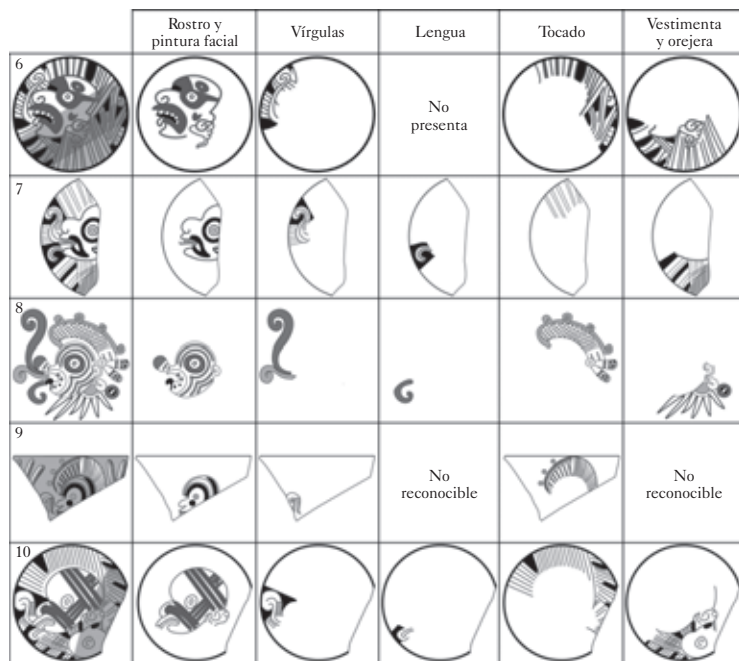 Rostro y
pintura facial
Vírgulas
Lengua
Tocado
Vestimenta
y orejera
6
No
presenta
7
8
9
No
reconocible
No
reconocible
10